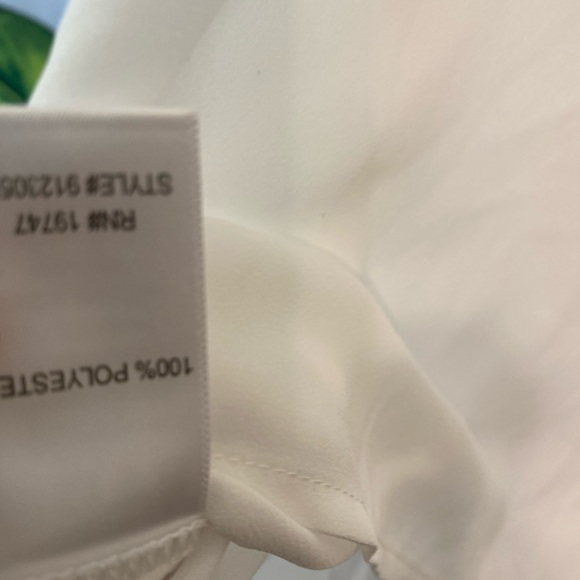 100% POLYESTE
RN# 19747
STYLE# 912305